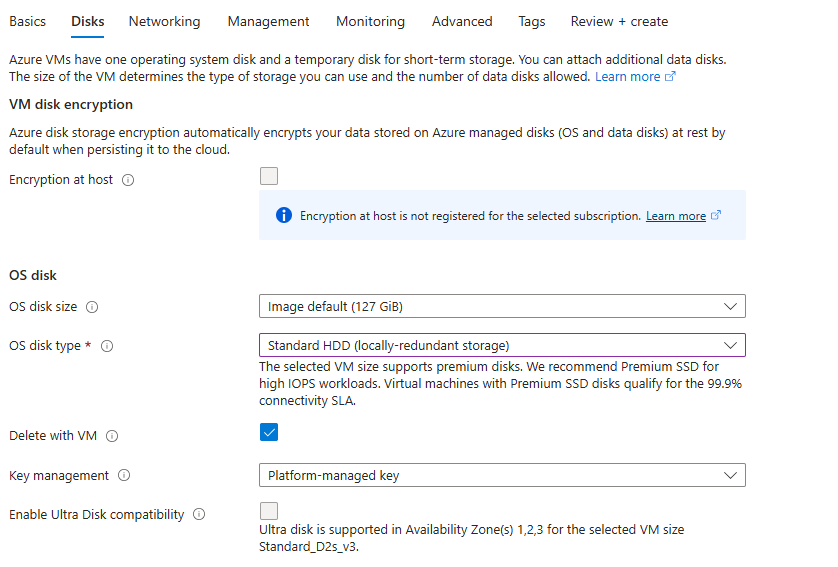 Basics Disks Networking Management Monitoring Advanced Tags Review + create
Azure VMs have one operating system disk and a temporary disk for short-term storage. You can attach additional data disks.
The size of the VM determines the type of storage you can use and the number of data disks allowed. Learn more
VM disk encryption
Azure disk storage encryption automatically encrypts your data stored on Azure managed disks (OS and data disks) at rest by
default when persisting it to the cloud.
Encryption at host
Encryption at host is not registered for the selected subscription. Learn more
OS disk
OS disk size Image default (127 GiB)
OS disk type * Standard HDD (locally-redundant storage)
The selected VM size supports premium disks. We recommend Premium SSD for
high IOPS workloads. Virtual machines with Premium SSD disks qualify for the 99.9%
connectivity SLA.
Delete with VM
Key management Platform-managed key
Enable Ultra Disk compatibility
Ultra disk is supported in Availability Zone(s) 1,2,3 for the selected VM size
Standard_D2s_v3.